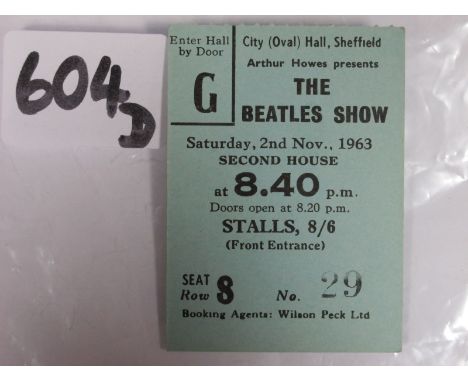 604D
Enter Hall
by Door
G
City (Oval) Hall, Sheffield
Arthur Howes presents
THE
BEATLES SHOW
Saturday, 2nd Nov., 1963
SECOND HOUSE
at 8.40 p.m.
Doors open at 8.20 p.m.
STALLS, 8/6
(Front Entrance)
SEAT
Row 8 No. 29
Booking Agents: Wilson Peck Ltd